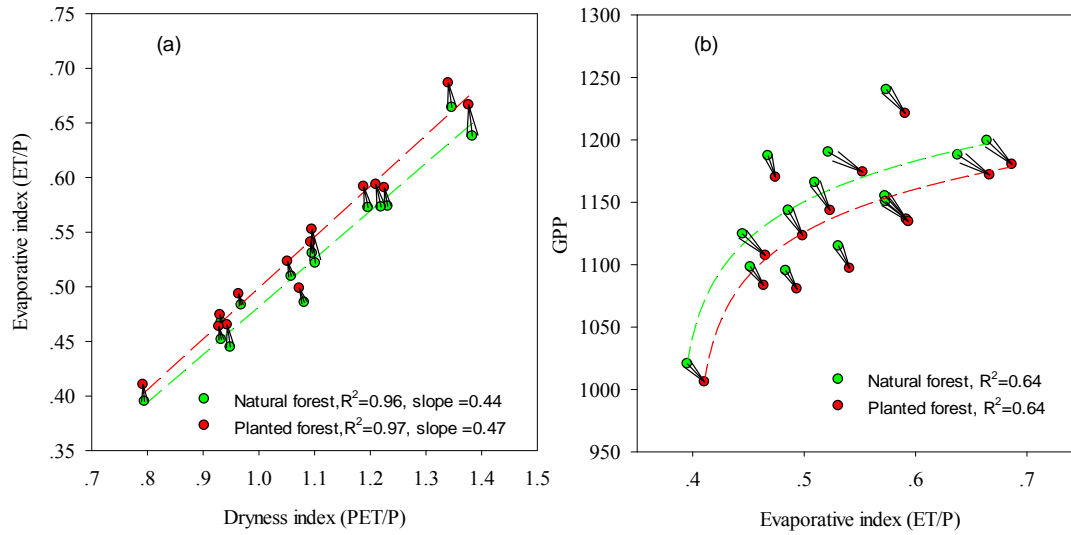 (a)
Evaporative index (ET/P)
.75
.70
.65
.60
.55
.50
.45
.40
.35
Natural forest,R²=0.96, slope =0.44
Planted forest,R²=0.97, slope =0.47
.7 .8 .9 1.0 1.1 1.2 1.3 1.4 1.5
Dryness index (PET/P)
(b)
GPP
1300
1250
1200
1150
1100
1050
1000
950
Natural forest, R²=0.64
Planted forest, R²=0.64
.4 .5 .6 .7
Evaporative index (ET/P)